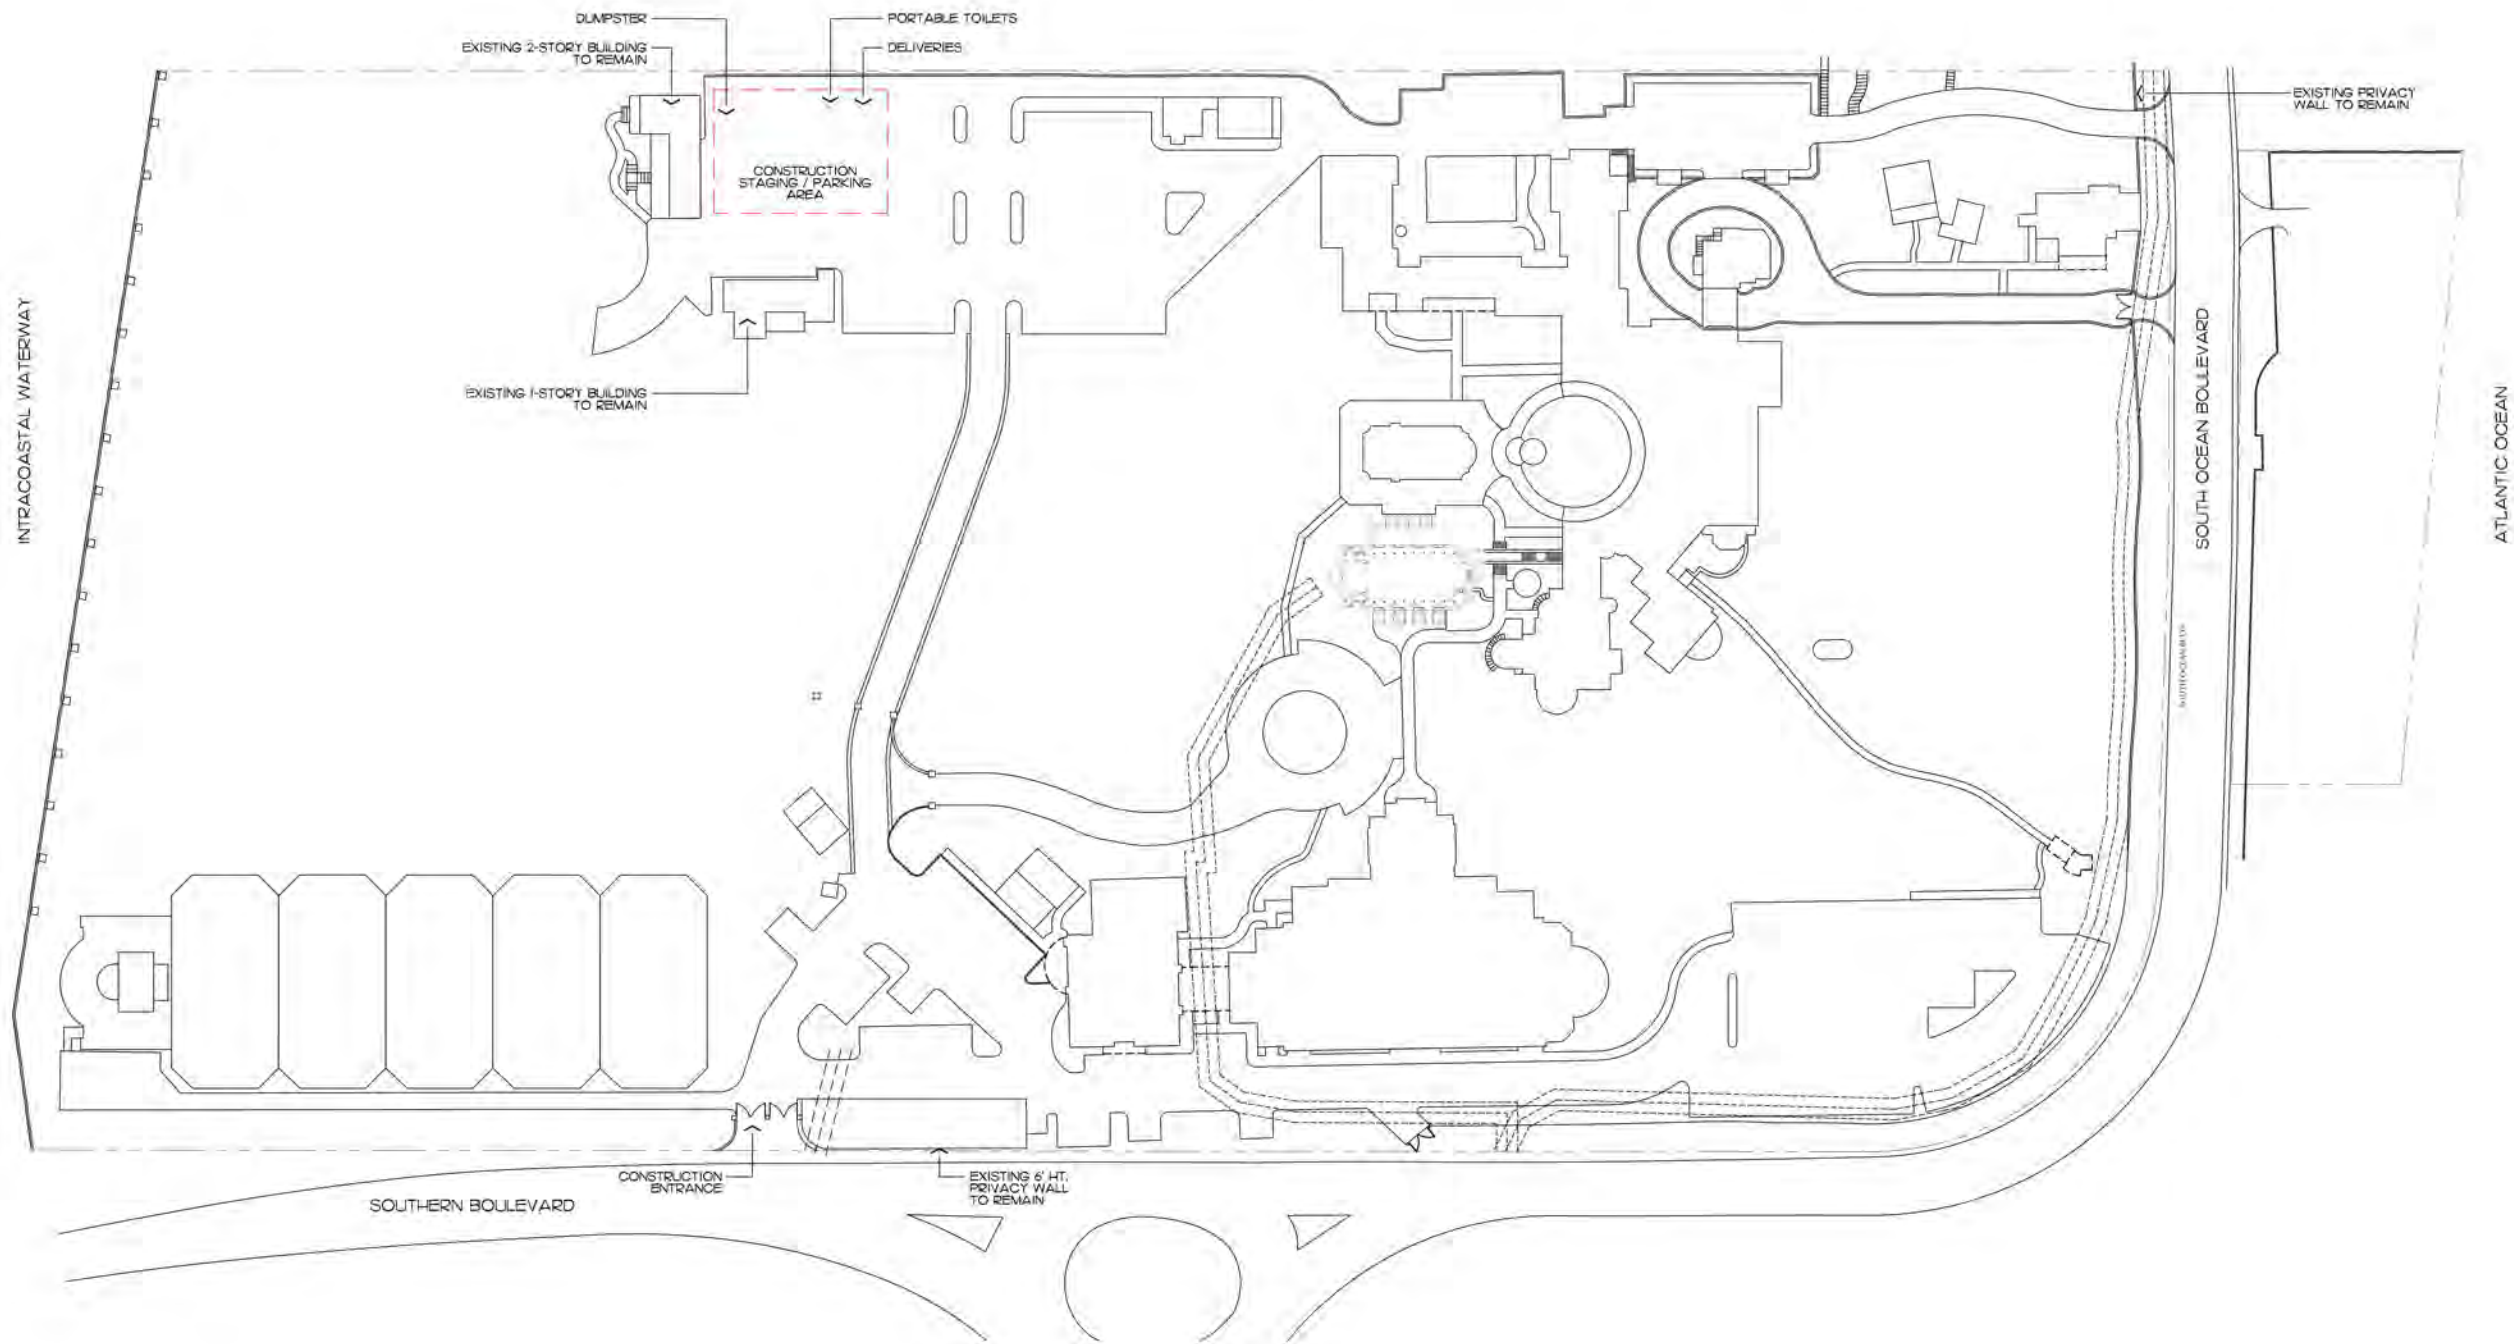 DUMPSTER
PORTABLE TOILETS
EXISTING 2-STORY BUILDING
TO REMAIN
DELIVERIES
EXISTING PRIVACY
WALL TO REMAIN
CONSTRUCTION
STAGING / PARKING
AREA
INTRACOASTAL WATERWAY
EXISTING 1-STORY BUILDING
TO REMAIN
SOUTH OCEAN BOULEVARD
ATLANTIC OCEAN
CONSTRUCTION
ENTRANCE
EXISTING 6' HT.
PRIVACY WALL
TO REMAIN
SOUTHERN BOULEVARD